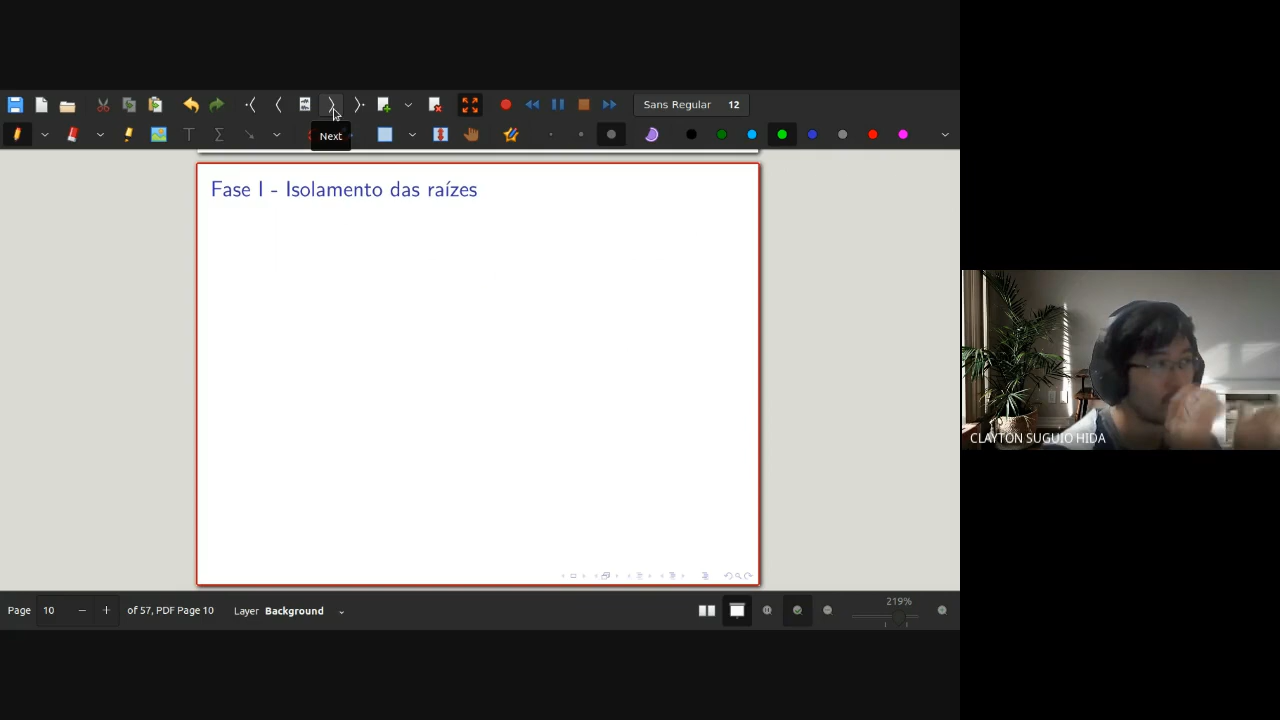 Sans Regular 12
Next
Fase I - Isolamento das raízes
CLAYTON SUGUIO HIDA
Page 10 of 57, PDF Page 10 Layer Background 219%